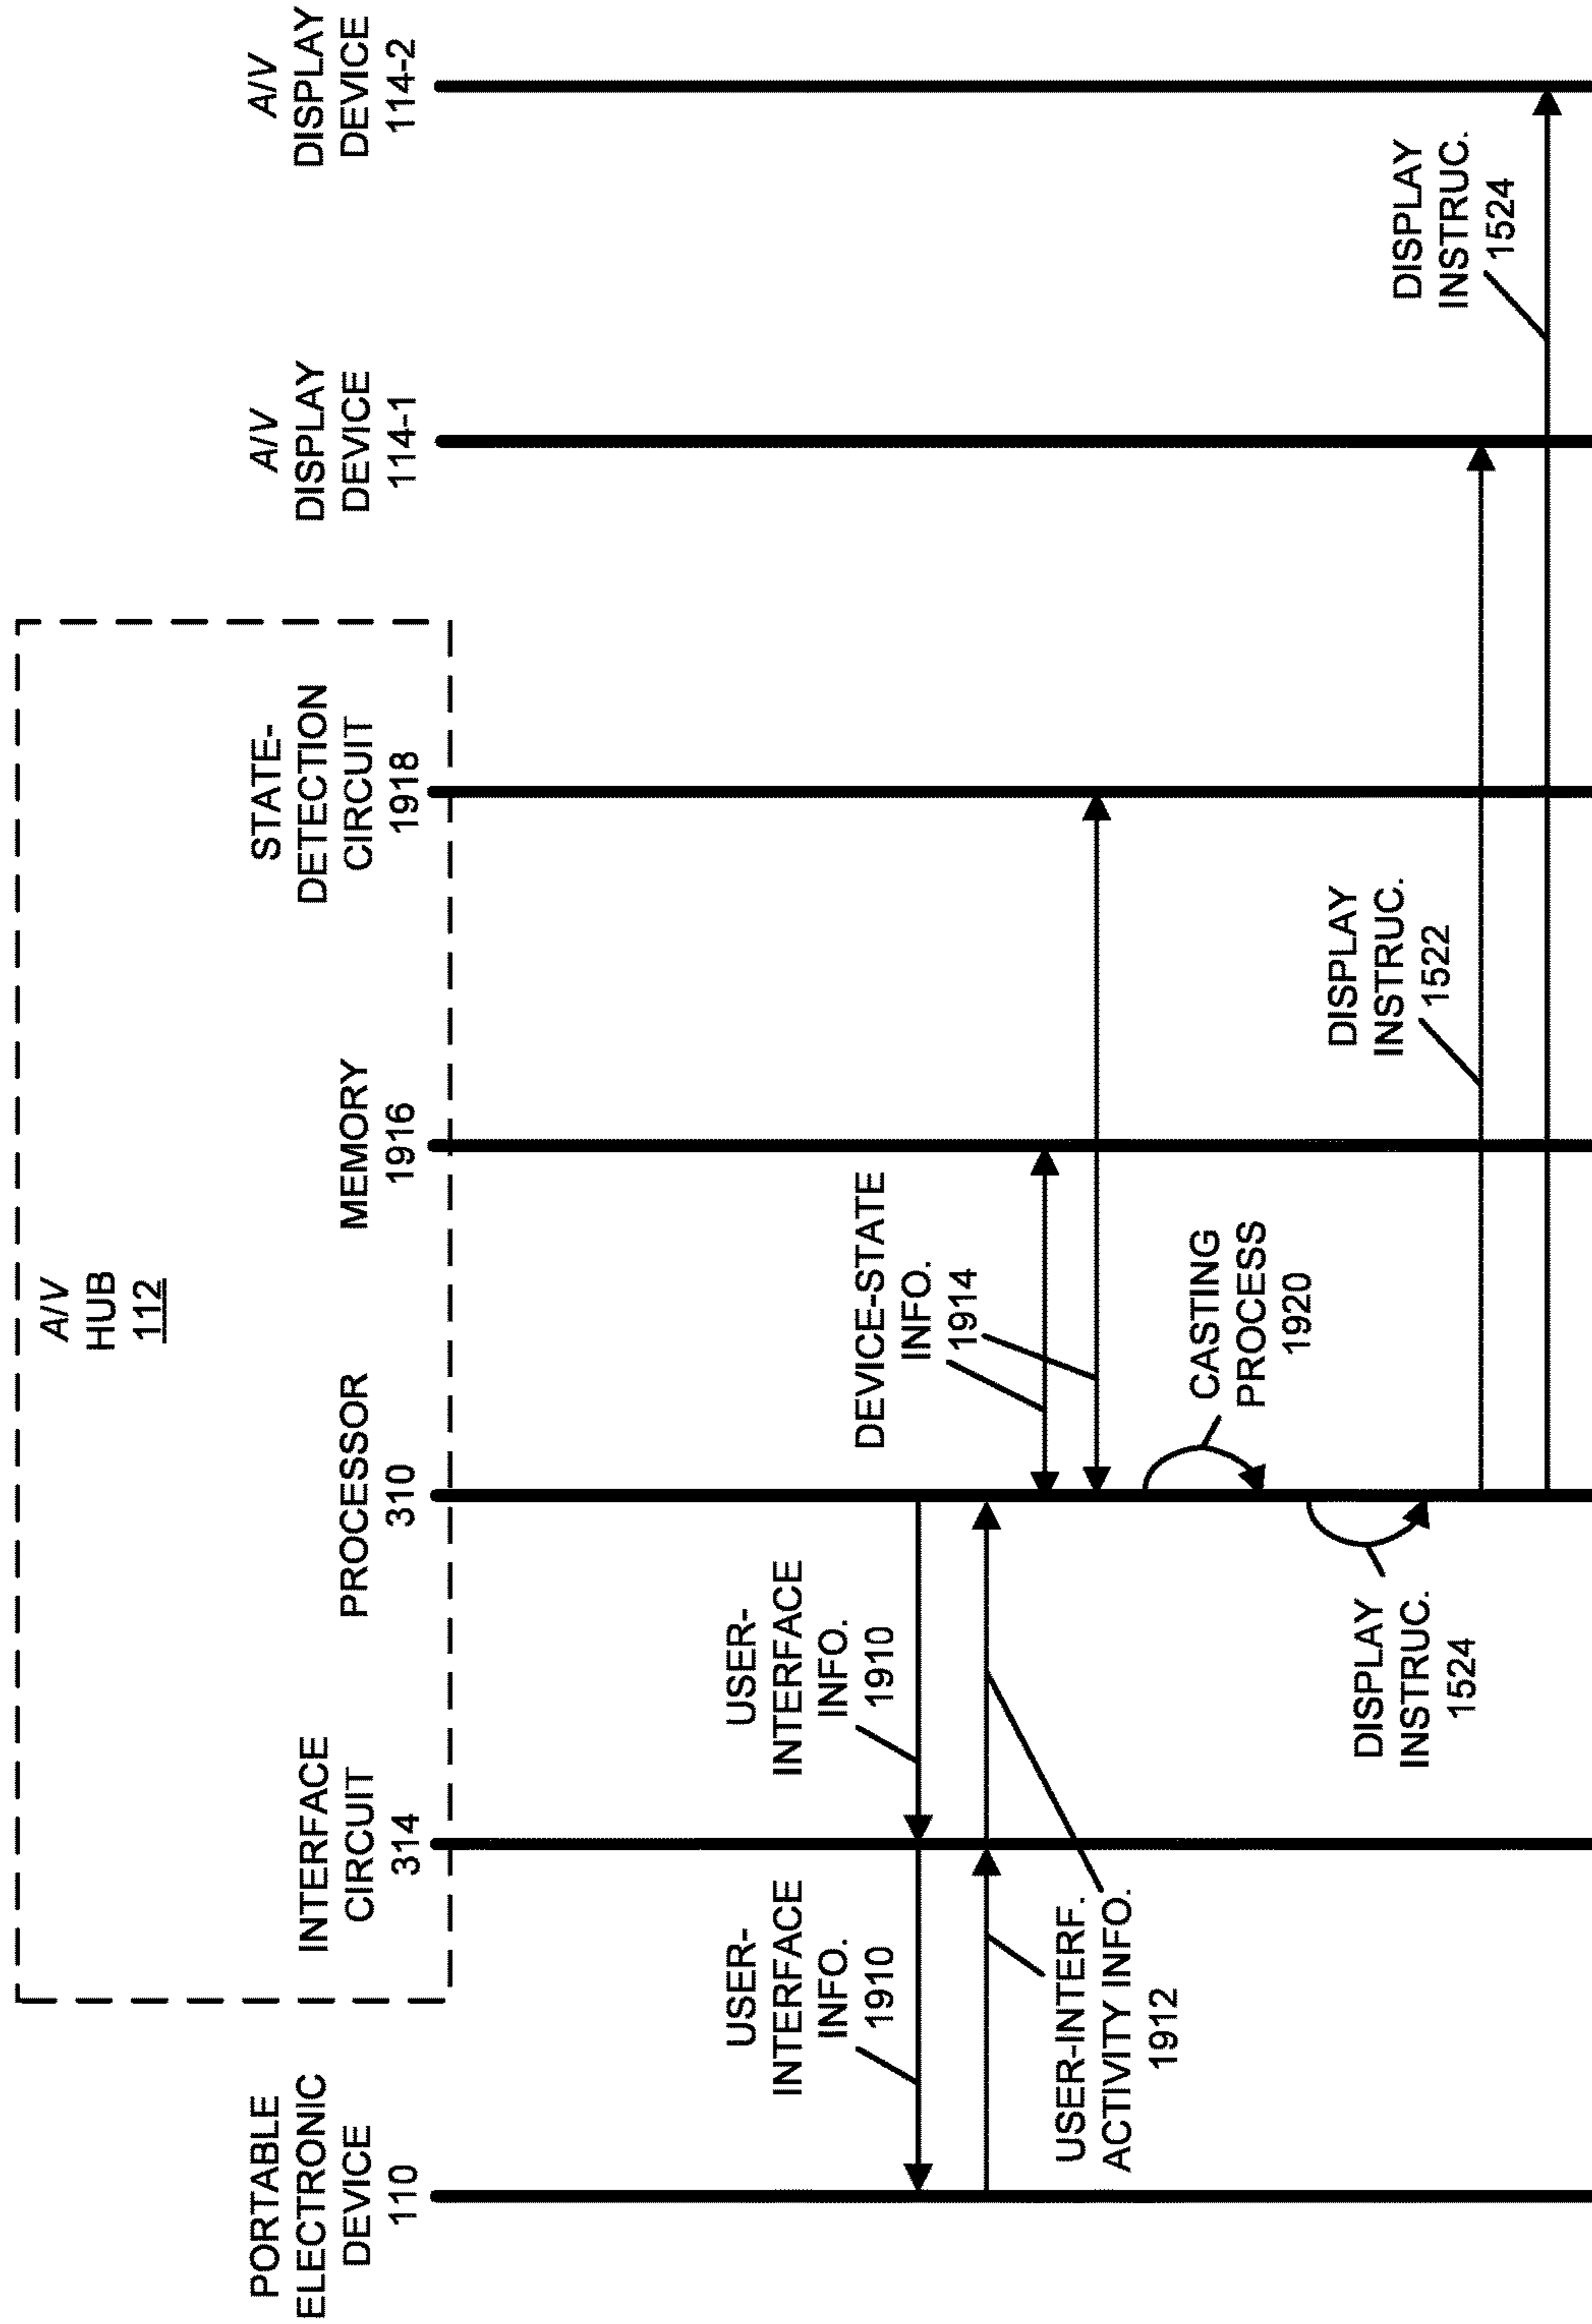 A/V
HUB
112
PORTABLE
ELECTRONIC
DEVICE
110
INTERFACE
CIRCUIT
314
PROCESSOR
310
MEMORY
1916
STATE-
DETECTION
CIRCUIT
1918
A/V
DISPLAY
DEVICE
114-1
A/V
DISPLAY
DEVICE
114-2
USER-
INTERFACE
INFO.
1910
USER-
INTERFACE
INFO.
1910
USER-INTERF.
ACTIVITY INFO.
1912
DEVICE-STATE
INFO.
1914
CASTING
PROCESS
1920
DISPLAY
INSTRUC.
1524
DISPLAY
INSTRUC.
1522
DISPLAY
INSTRUC.
1524